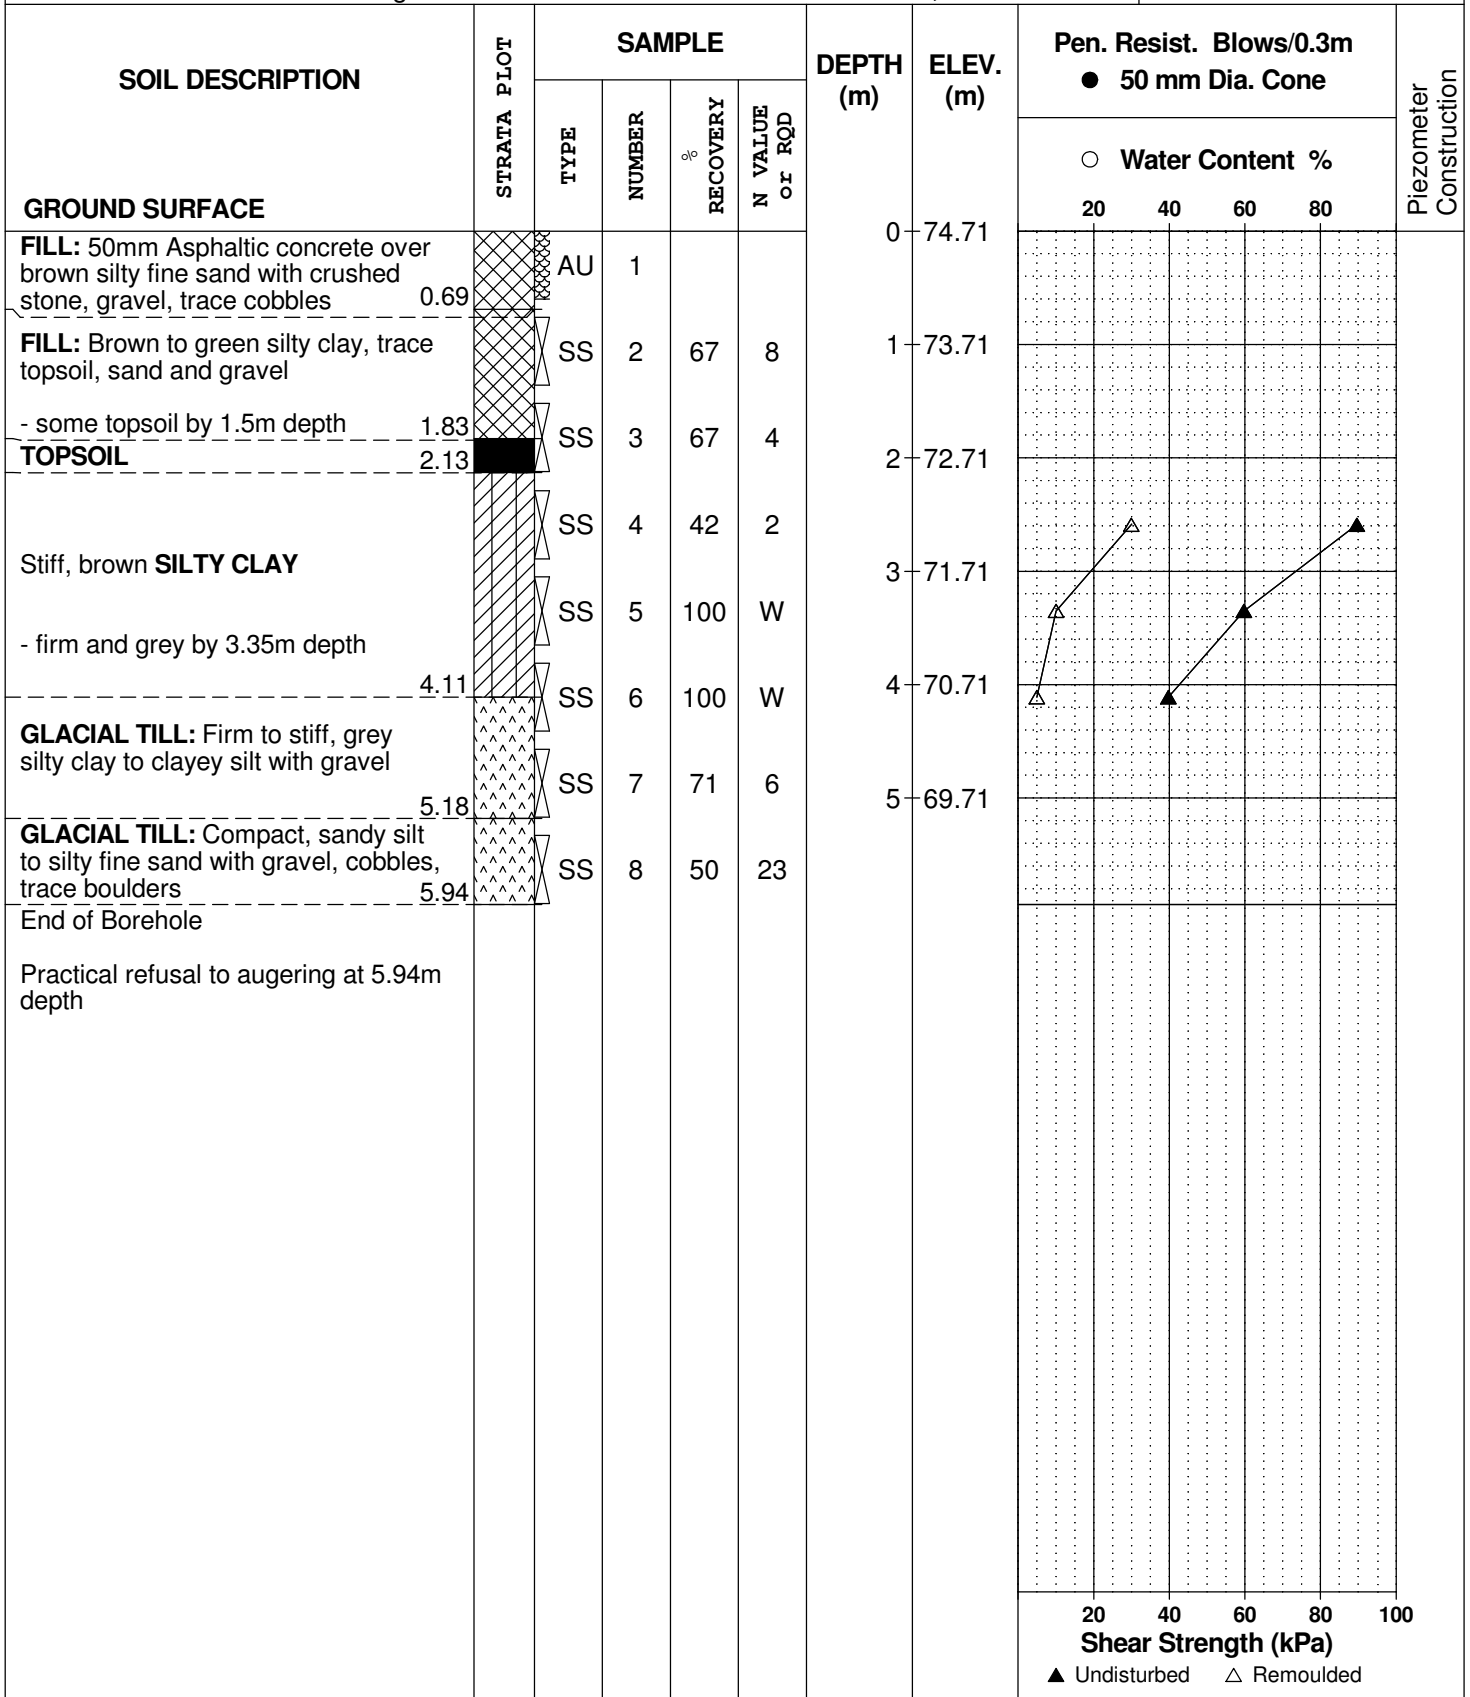 SOIL DESCRIPTION
GROUND SURFACE
STRATA PLOT
SAMPLE
TYPE
NUMBER
% RECOVERY
N VALUE or RQD
DEPTH (m)
ELEV. (m)
Pen. Resist. Blows/0.3m
● 50 mm Dia. Cone
○ Water Content %
20 40 60 80
Piezometer Construction
0 74.71
FILL: 50mm Asphaltic concrete over
brown silty fine sand with crushed
stone, gravel, trace cobbles 0.69
AU 1
FILL: Brown to green silty clay, trace
topsoil, sand and gravel
SS 2 67 8
1 73.71
- some topsoil by 1.5m depth 1.83
SS 3 67 4
TOPSOIL 2.13
2 72.71
SS 4 42 2
Stiff, brown SILTY CLAY
3 71.71
SS 5 100 W
- firm and grey by 3.35m depth
4.11
4 70.71
SS 6 100 W
GLACIAL TILL: Firm to stiff, grey
silty clay to clayey silt with gravel
SS 7 71 6
5.18
5 69.71
GLACIAL TILL: Compact, sandy silt
to silty fine sand with gravel, cobbles,
trace boulders 5.94
SS 8 50 23
End of Borehole
Practical refusal to augering at 5.94m
depth
20 40 60 80 100
Shear Strength (kPa)
▲ Undisturbed △ Remoulded